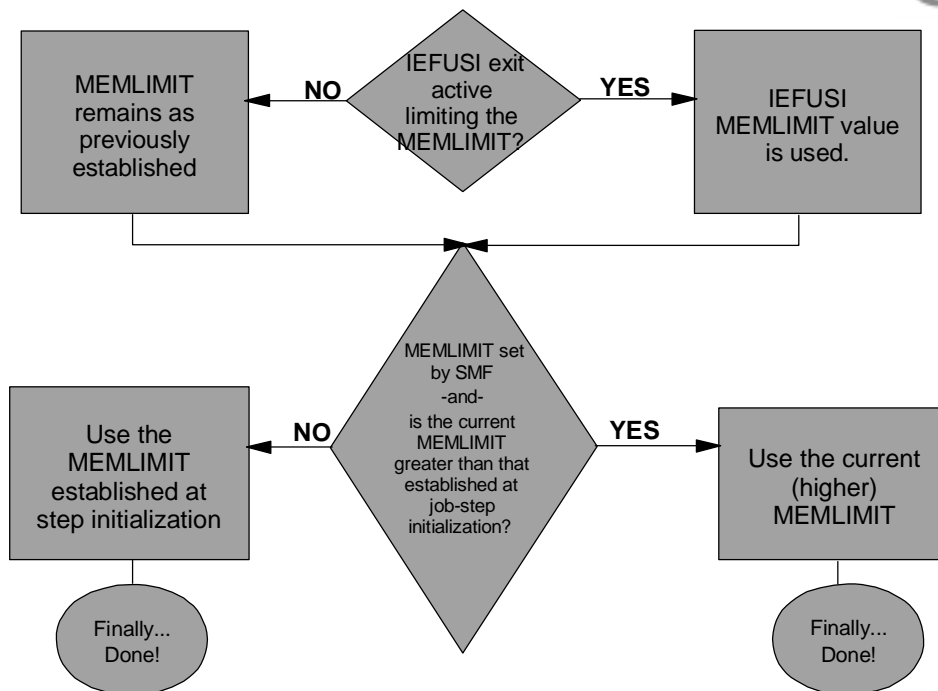 IEFUSI exit
active
limiting the
MEMLIMIT?
NO
YES
MEMLIMIT
remains as
previously
established
IEFUSI
MEMLIMIT value
is used.
MEMLIMIT set
by SMF
-and-
is the current
MEMLIMIT
greater than that
established at
job-step
initialization?
NO
YES
Use the
MEMLIMIT
established at
step initialization
Use the current
(higher)
MEMLIMIT
Finally...
Done!
Finally...
Done!